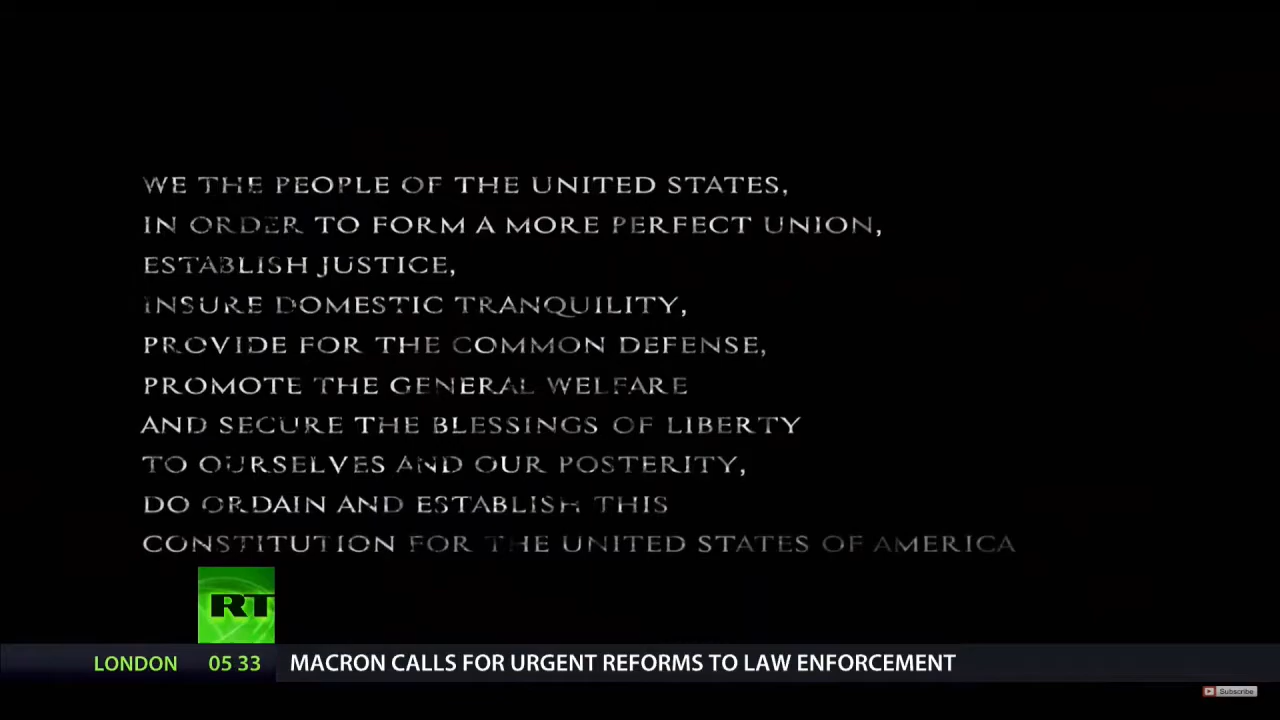 WE THE PEOPLE OF THE UNITED STATES,
IN ORDER TO FORM A MORE PERFECT UNION,
ESTABLISH JUSTICE,
INSURE DOMESTIC TRANQUILITY,
PROVIDE FOR THE COMMON DEFENSE,
PROMOTE THE GENERAL WELFARE
AND SECURE THE BLESSINGS OF LIBERTY
TO OURSELVES AND OUR POSTERITY,
DO ORDAIN AND ESTABLISH THIS
CONSTITUTION FOR THE UNITED STATES OF AMERICA
RT
LONDON 05 33 MACRON CALLS FOR URGENT REFORMS TO LAW ENFORCEMENT
Subscribe